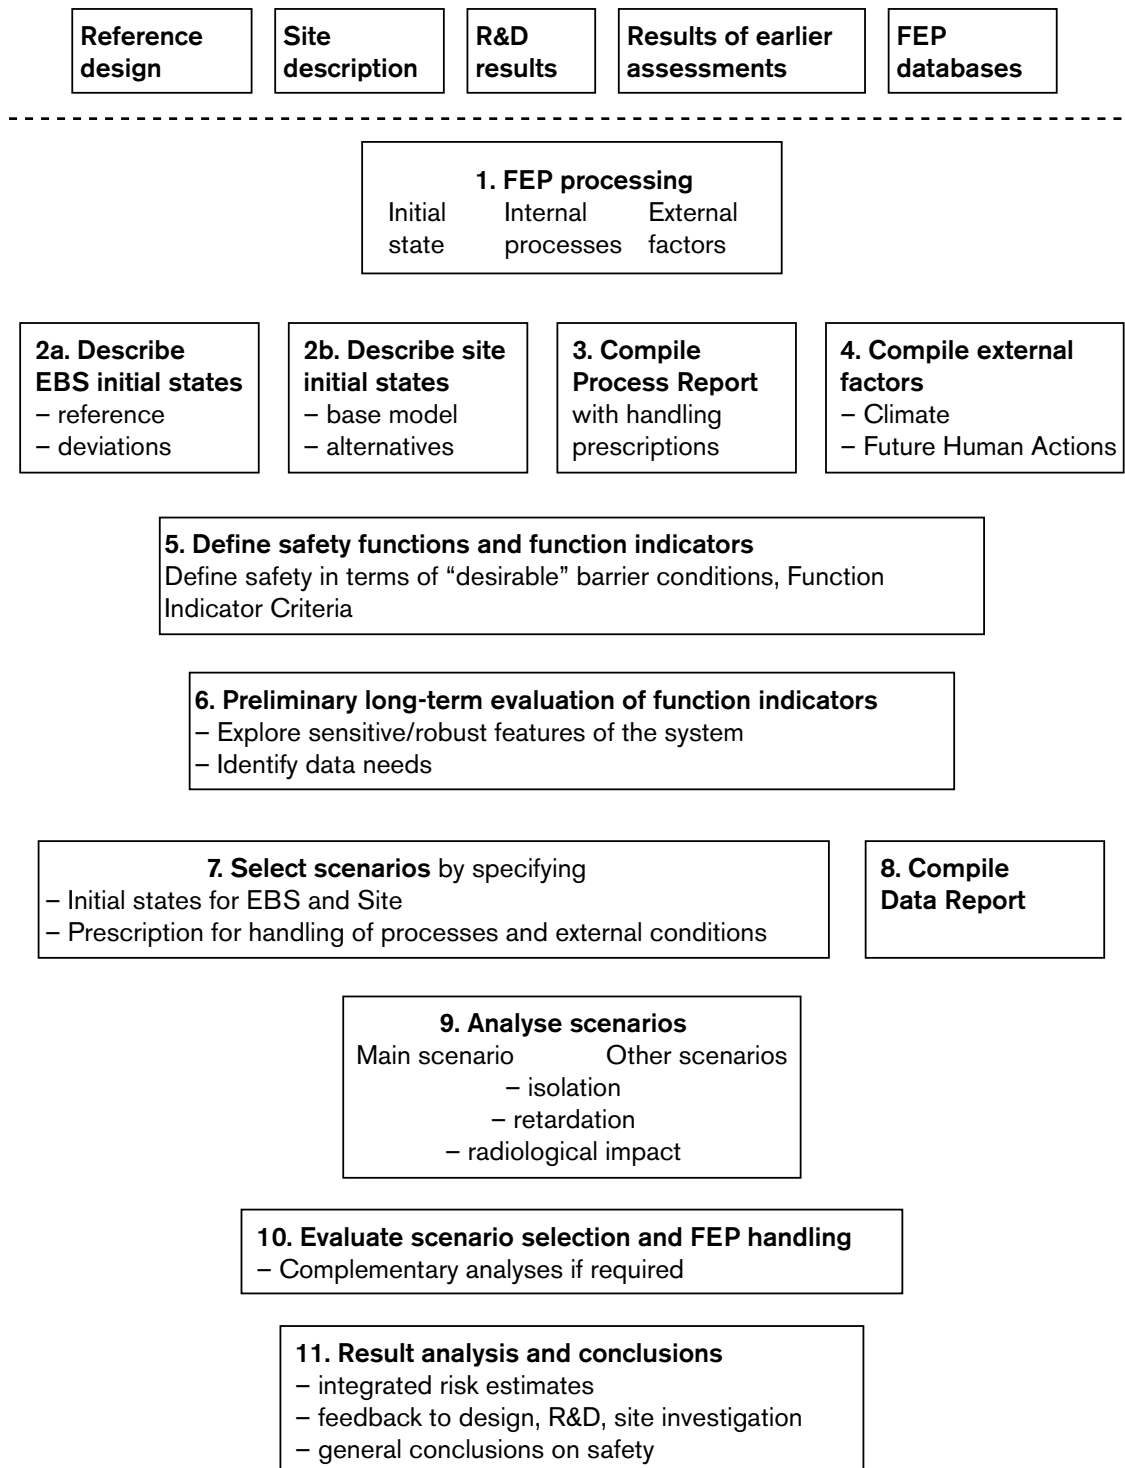 Reference
design
Site
description
R&D
results
Results of earlier
assessments
FEP
databases
1. FEP processing
Initial
state
Internal
processes
External
factors
2a. Describe
EBS initial states
– reference
– deviations
2b. Describe site
initial states
– base model
– alternatives
3. Compile
Process Report
with handling
prescriptions
4. Compile external
factors
– Climate
– Future Human Actions
5. Define safety functions and function indicators
Define safety in terms of “desirable” barrier conditions, Function
Indicator Criteria
6. Preliminary long-term evaluation of function indicators
– Explore sensitive/robust features of the system
– Identify data needs
7. Select scenarios by specifying
– Initial states for EBS and Site
– Prescription for handling of processes and external conditions
8. Compile
Data Report
9. Analyse scenarios
Main scenario Other scenarios
– isolation
– retardation
– radiological impact
10. Evaluate scenario selection and FEP handling
– Complementary analyses if required
11. Result analysis and conclusions
– integrated risk estimates
– feedback to design, R&D, site investigation
– general conclusions on safety